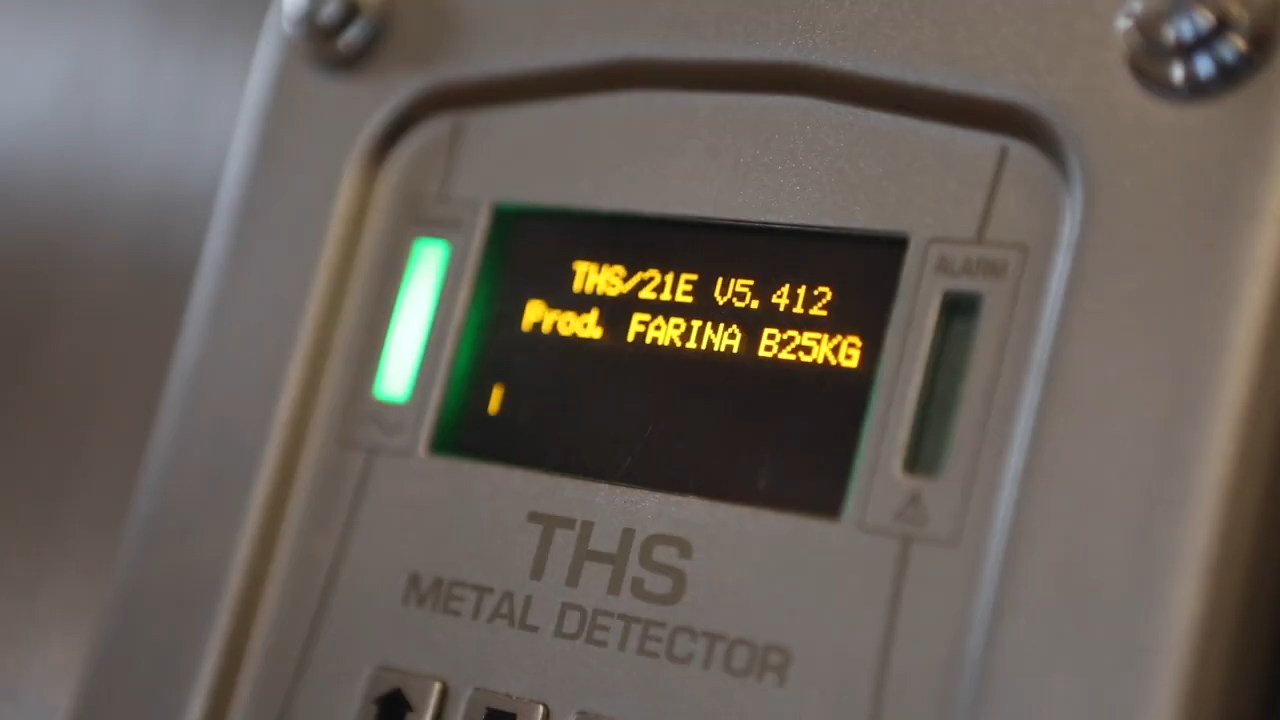 THS/21E V5.412
Prod. FARINA B25KG
ALARM
THS
METAL DETECTOR